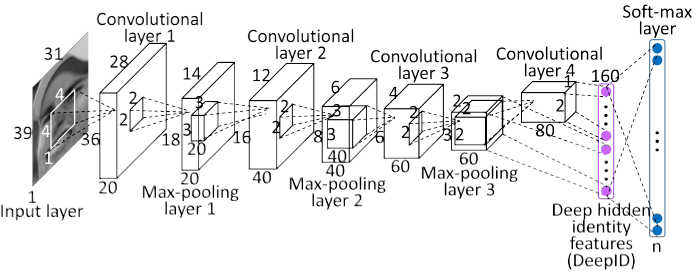 Soft-max
layer
Convolutional
layer 1
Convolutional
layer 2
Convolutional
layer 3
Convolutional
layer 4
31
39
4
4
1
1
Input layer
28
36
20
2
2
14
18
20
3
3
Max-pooling
layer 1
12
16
40
2
2
6
8
40
3
3
40
Max-pooling
layer 2
4
6
60
2
2
2
3
60
2
2
Max-pooling
layer 3
1
2
80
160
Deep hidden
identity
features
(DeepID)
n